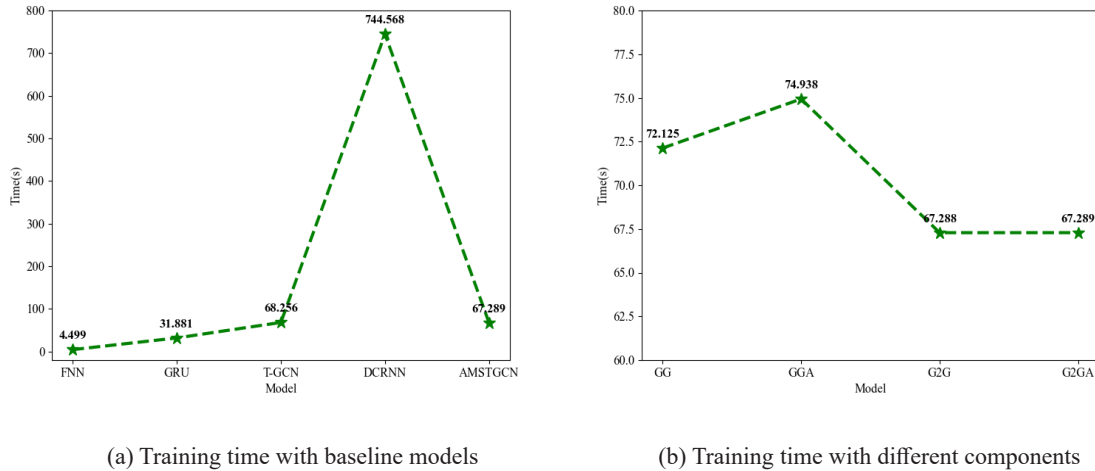 800
700
600
500
400
300
200
100
0
Time(s)
4.499
31.881
68.256
744.568
67.289
FNN
GRU
T-GCN
DCRNN
AMSTGCN
Model
(a) Training time with baseline models
80.0
77.5
75.0
72.5
70.0
67.5
65.0
62.5
60.0
Time(s)
72.125
74.938
67.288
67.289
GG
GGA
G2G
G2GA
Model
(b) Training time with different components